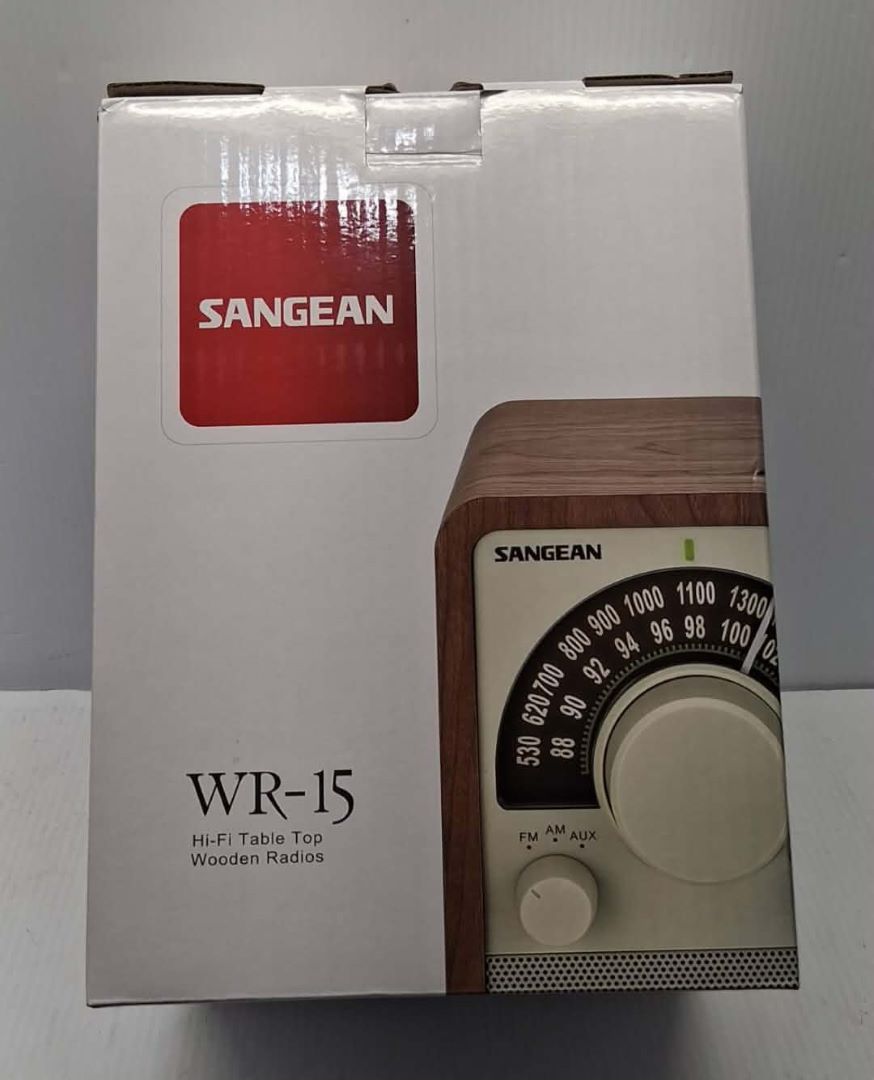 SANGEAN
SANGEAN
530 620 700 800 900 1000 1100 1300
88 90 92 94 96 98 100 102
FM AM AUX
WR-15
Hi-Fi Table Top
Wooden Radios